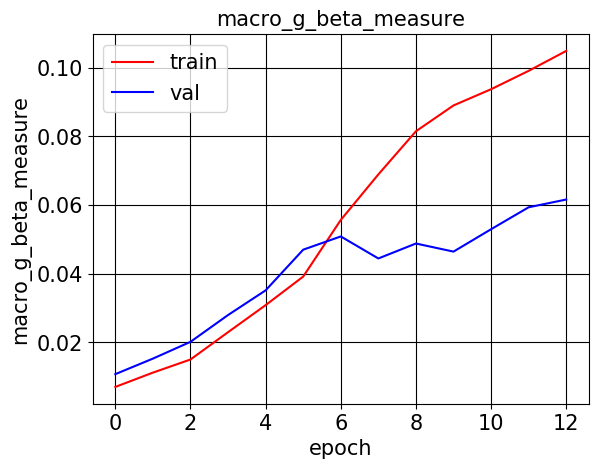 macro_g_beta_measure
train
val
macro_g_beta_measure
0.10
0.08
0.06
0.04
0.02
0 2 4 6 8 10 12
epoch